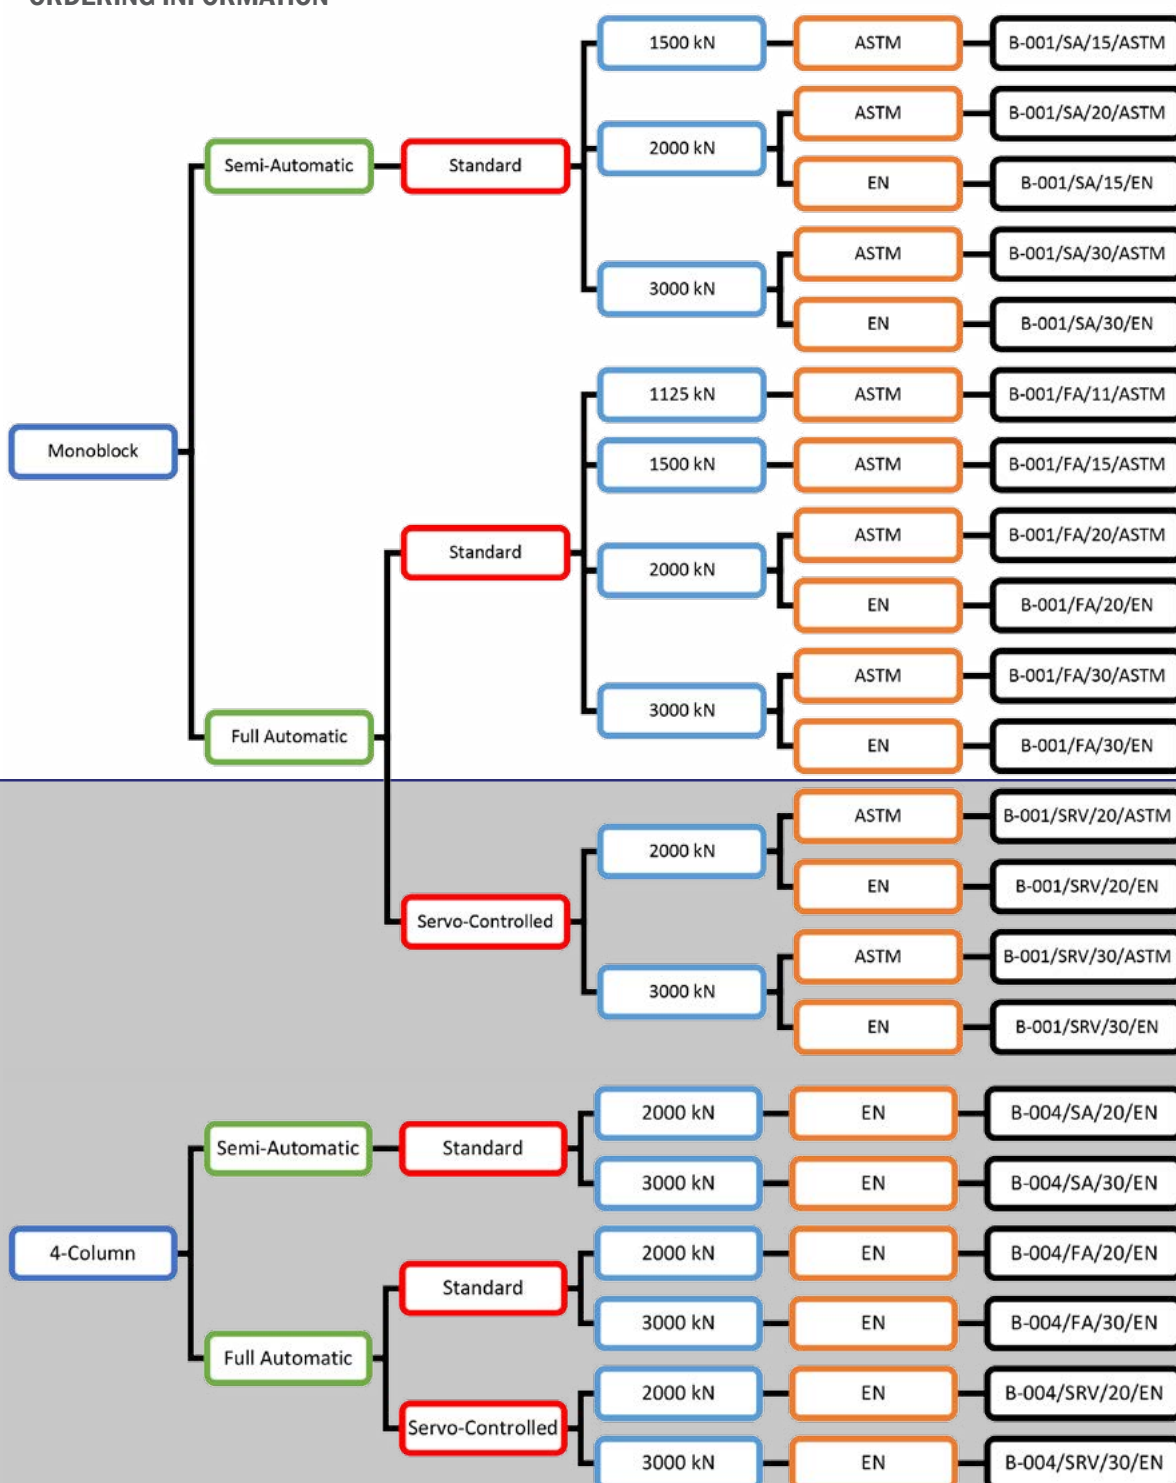 ORDERING INFORMATION
1500 kN ASTM B-001/SA/15/ASTM
ASTM B-001/SA/20/ASTM
2000 kN
Semi-Automatic Standard
EN B-001/SA/15/EN
ASTM B-001/SA/30/ASTM
3000 kN
EN B-001/SA/30/EN
1125 kN ASTM B-001/FA/11/ASTM
Monoblock
1500 kN ASTM B-001/FA/15/ASTM
ASTM B-001/FA/20/ASTM
Standard
2000 kN
EN B-001/FA/20/EN
ASTM B-001/FA/30/ASTM
3000 kN
Full Automatic
EN B-001/FA/30/EN
ASTM B-001/SRV/20/ASTM
2000 kN
EN B-001/SRV/20/EN
Servo-Controlled
ASTM B-001/SRV/30/ASTM
3000 kN
EN B-001/SRV/30/EN
2000 kN EN B-004/SA/20/EN
Semi-Automatic Standard
3000 kN EN B-004/SA/30/EN
4-Column 2000 kN EN B-004/FA/20/EN
Standard
3000 kN EN B-004/FA/30/EN
Full Automatic
2000 kN EN B-004/SRV/20/EN
Servo-Controlled
3000 kN EN B-004/SRV/30/EN